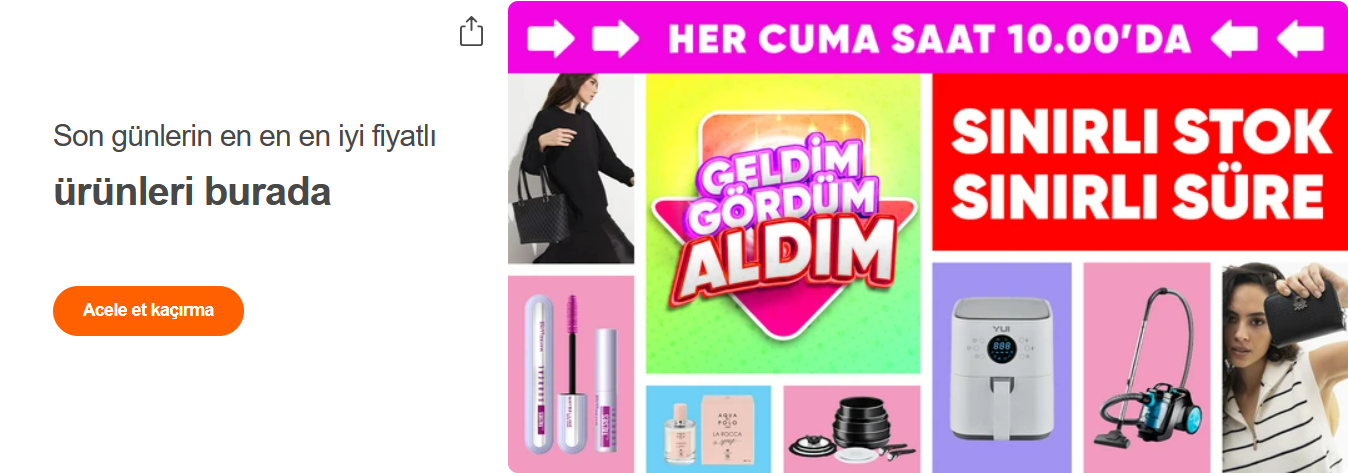 Son günlerin en en en iyi fiyatlı
ürünleri burada
Acele et kaçırma
HER CUMA SAAT 10.00’DA
GELDİM
GÖRDÜM
ALDIM
SINIRLI STOK
SINIRLI SÜRE
YUI
888
AQUA
POLO
LA ROCCA